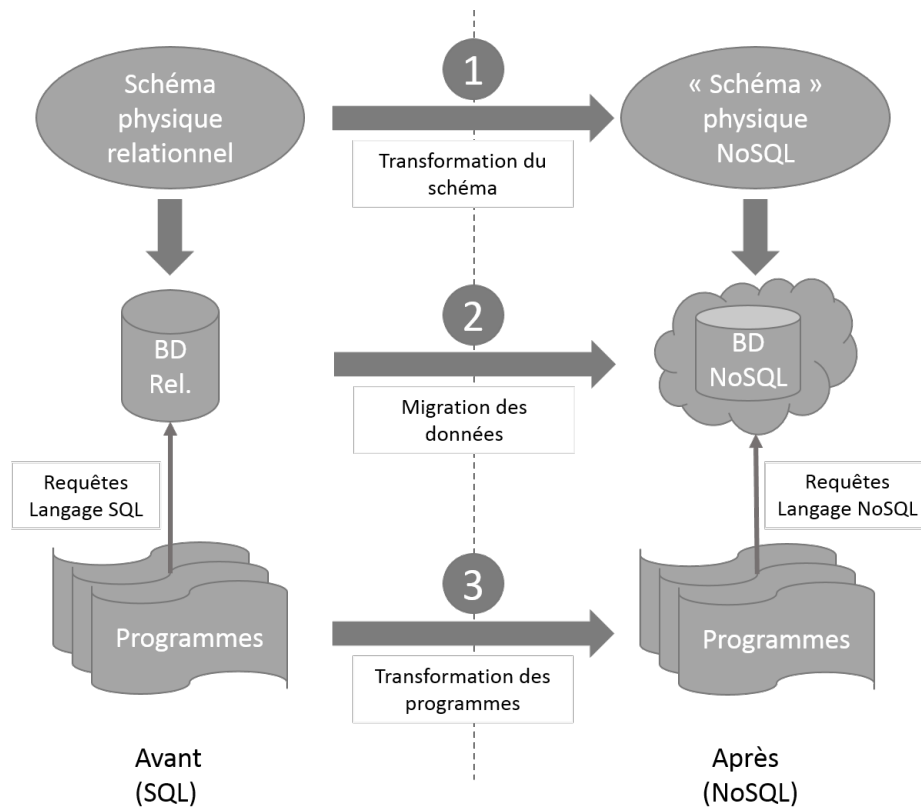 1
Schéma
physique
relationnel
« Schéma »
physique
NoSQL
Transformation du
schéma
2
BD
Rel.
BD
NoSQL
Migration des
données
Requêtes
Langage SQL
Requêtes
Langage NoSQL
3
Programmes
Programmes
Transformation des
programmes
Avant
(SQL)
Après
(NoSQL)